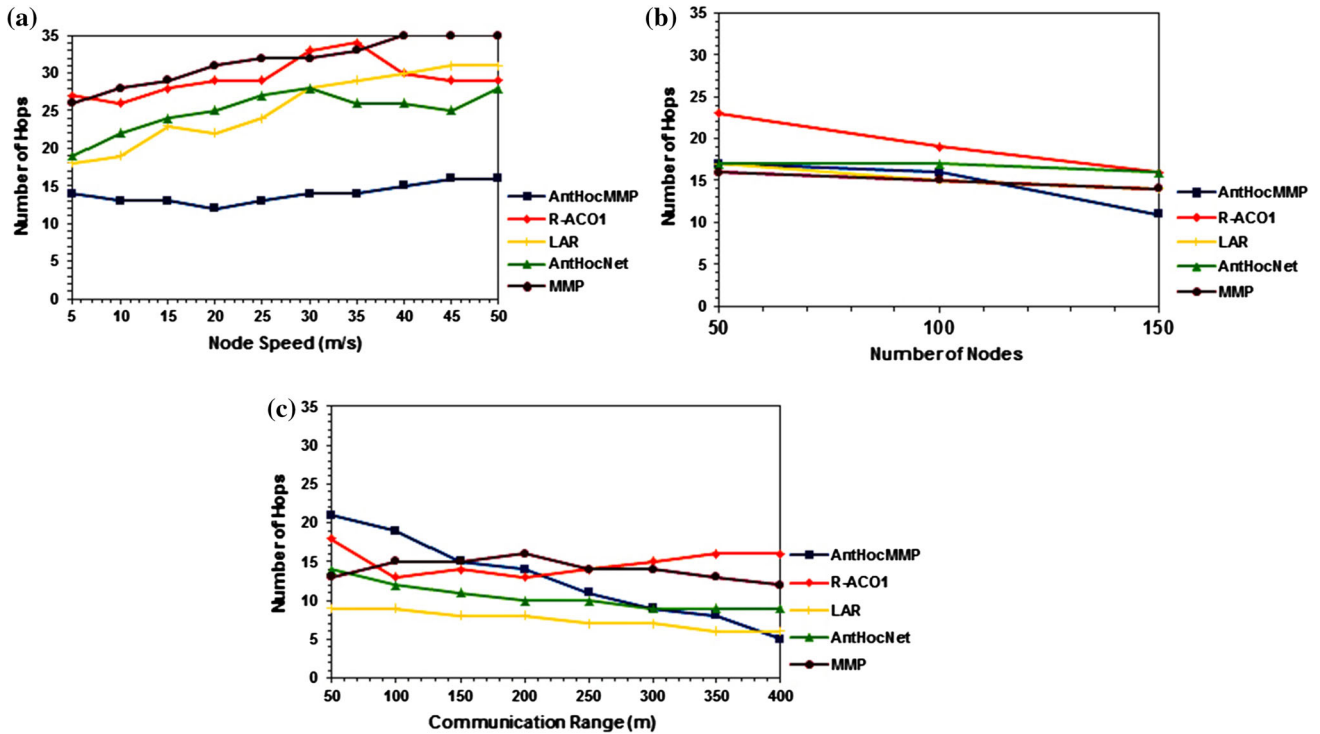 (a)
Number of Hops
35
30
25
20
15
10
5
0
5 10 15 20 25 30 35 40 45 50
Node Speed (m/s)
AntHocMMP
R-ACO1
LAR
AntHocNet
MMP
(b)
Number of Hops
35
30
25
20
15
10
5
0
50 100 150
Number of Nodes
AntHocMMP
R-ACO1
LAR
AntHocNet
MMP
(c)
Number of Hops
35
30
25
20
15
10
5
0
50 100 150 200 250 300 350 400
Communication Range (m)
AntHocMMP
R-ACO1
LAR
AntHocNet
MMP